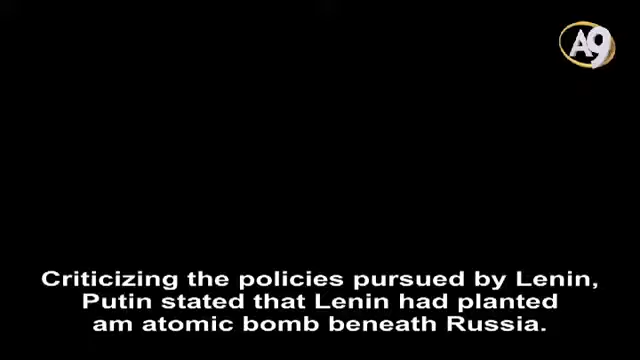 A9
Criticizing the policies pursued by Lenin,
Putin stated that Lenin had planted
am atomic bomb beneath Russia.